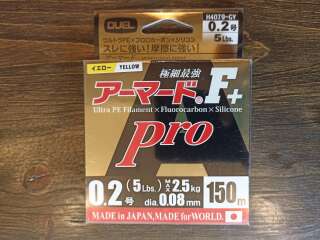 DUEL
H4079-GY
ウルトラPE×フロロカーボン×シリコン
0.2号
スレに強い!摩擦に強い!
5Lbs.
イエロー YELLOW
極細最強
アーマード®F+
Ultra PE Filament × Fluorocarbon × Silicone
Pro
0.2号 (5Lbs.) MAX 2.5kg
dia. 0.08mm 150m
MADE in JAPAN, MADE for WORLD.